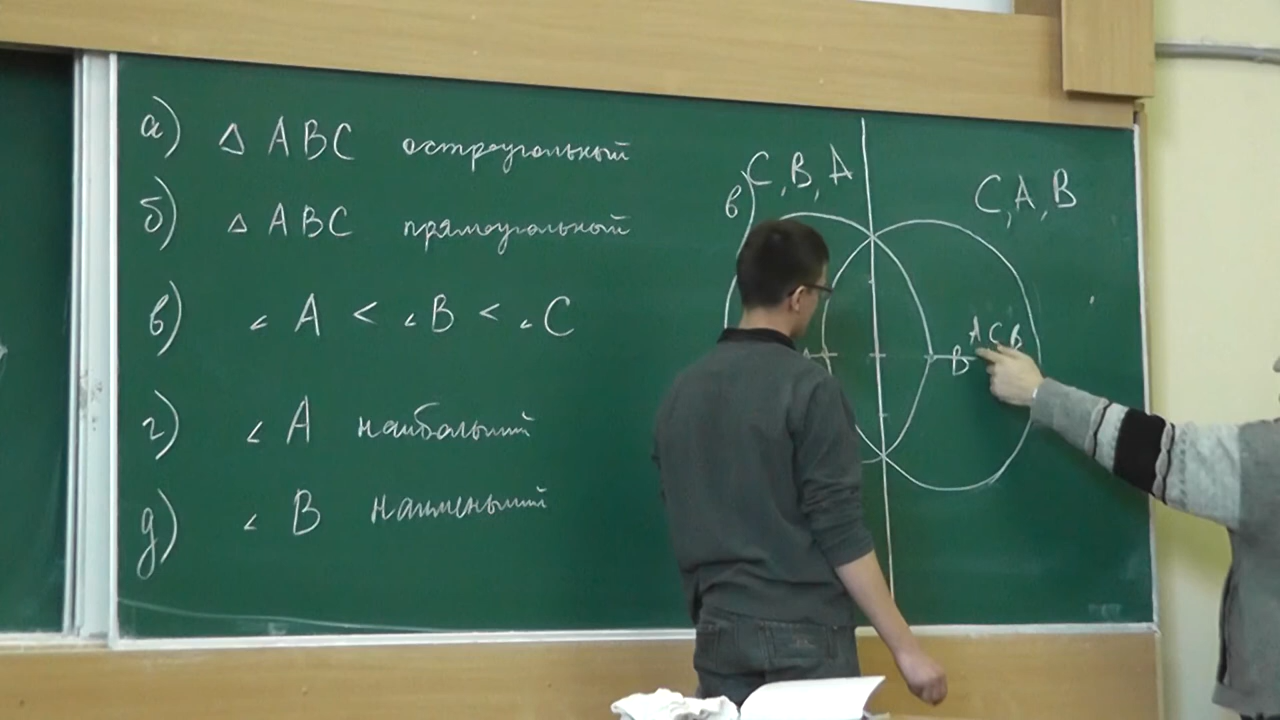 а) △ ABC остроугольный
б) △ ABC прямоугольный
в) ∠ A < ∠ B < ∠ C
г) ∠ A наибольший
д) ∠ B наименьший
в) C, B, A
C, A, B
A C B
B